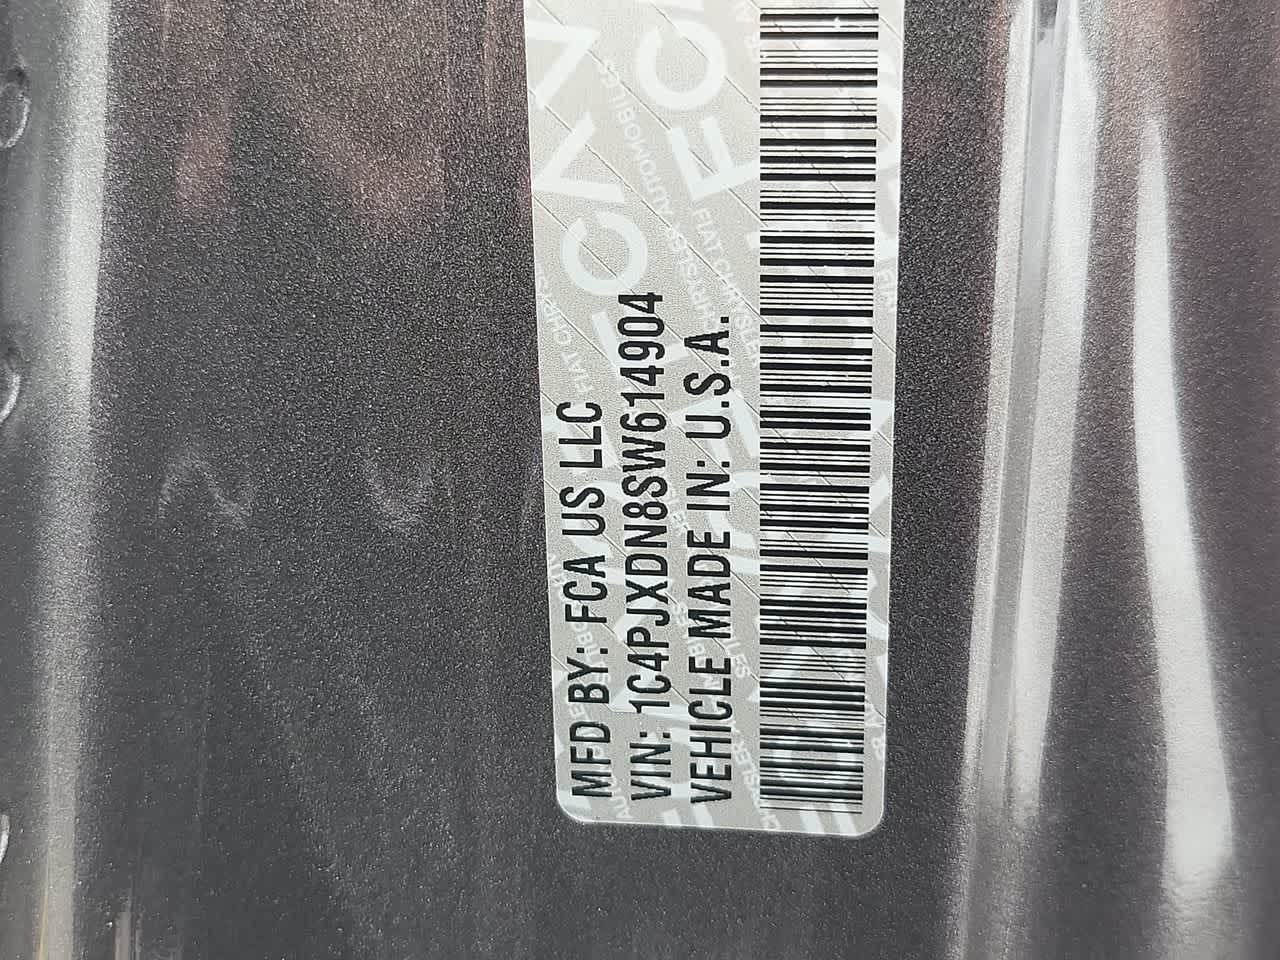 MFD BY: FCA US LLC
VIN: 1C4PJXDN8SW614904
VEHICLE MADE IN: U.S.A.